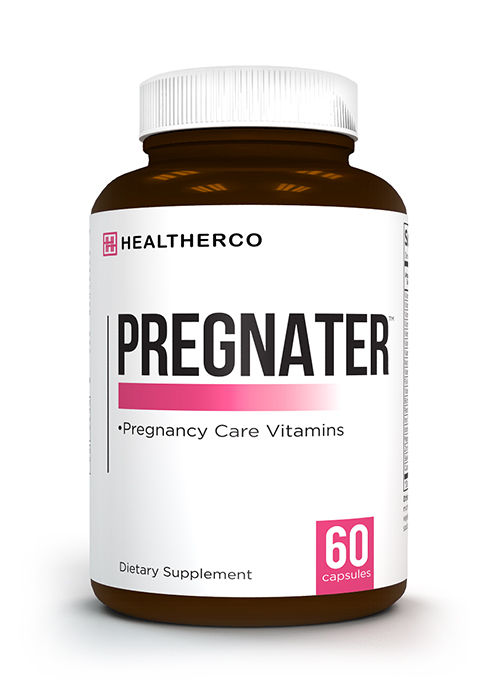 HEALTHERCO
PREGNATER™
•Pregnancy Care Vitamins
60
capsules
Dietary Supplement